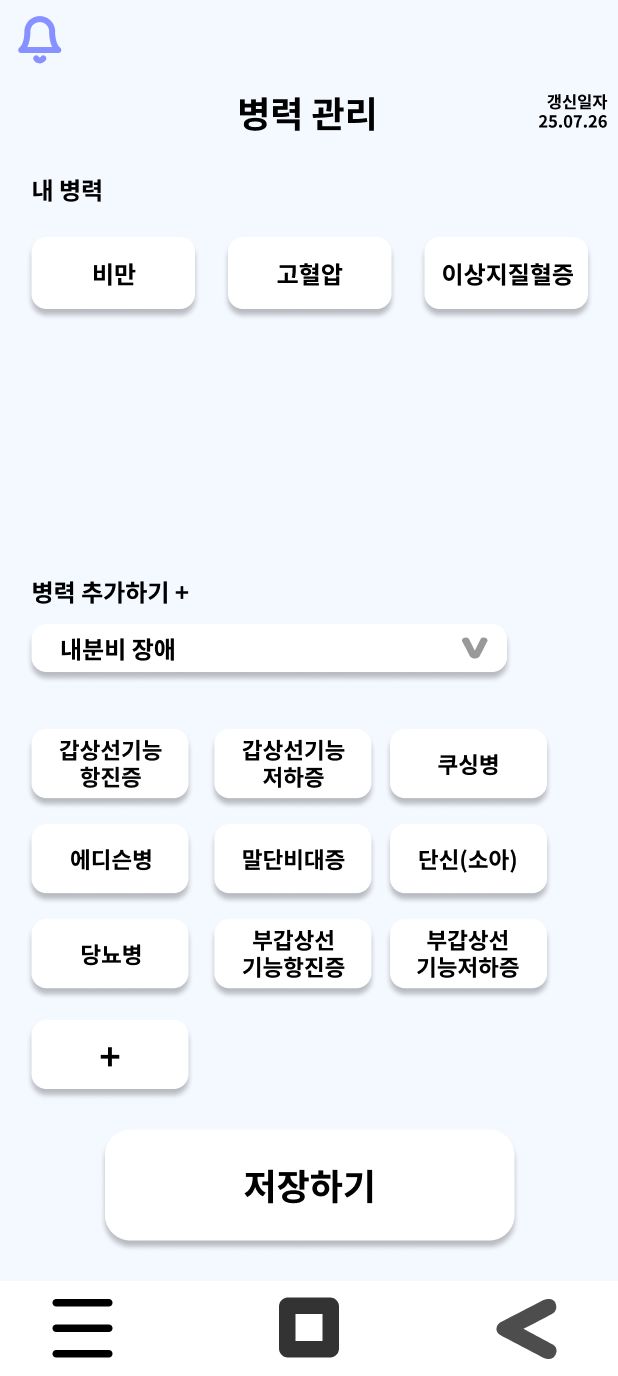 병력 관리
갱신일자
25.07.26
내 병력
비만
고혈압
이상지질혈증
병력 추가하기 +
내분비 장애
갑상선기능
항진증
갑상선기능
저하증
쿠싱병
에디슨병
말단비대증
단신(소아)
당뇨병
부갑상선
기능항진증
부갑상선
기능저하증
+
저장하기